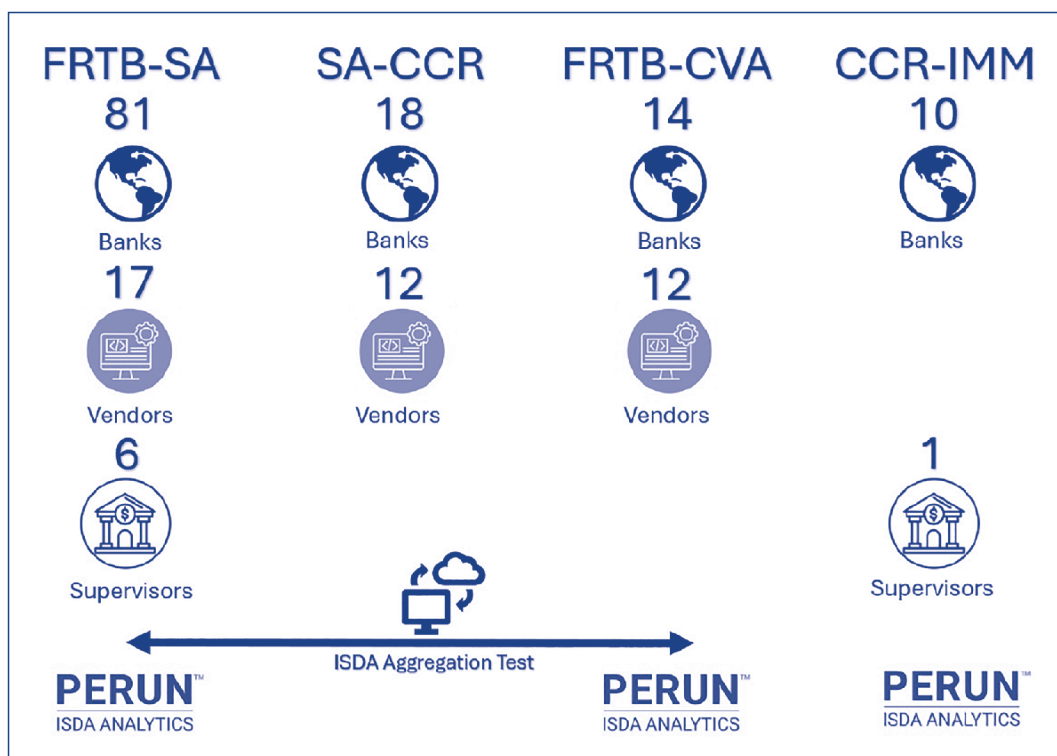 FRTB-SA SA-CCR FRTB-CVA CCR-IMM
81 18 14 10
Banks Banks Banks Banks
17 12 12
</> </> </>
Vendors Vendors Vendors
6 1
$ $
Supervisors Supervisors
ISDA Aggregation Test
PERUN™ PERUN™ PERUN™
ISDA ANALYTICS ISDA ANALYTICS ISDA ANALYTICS